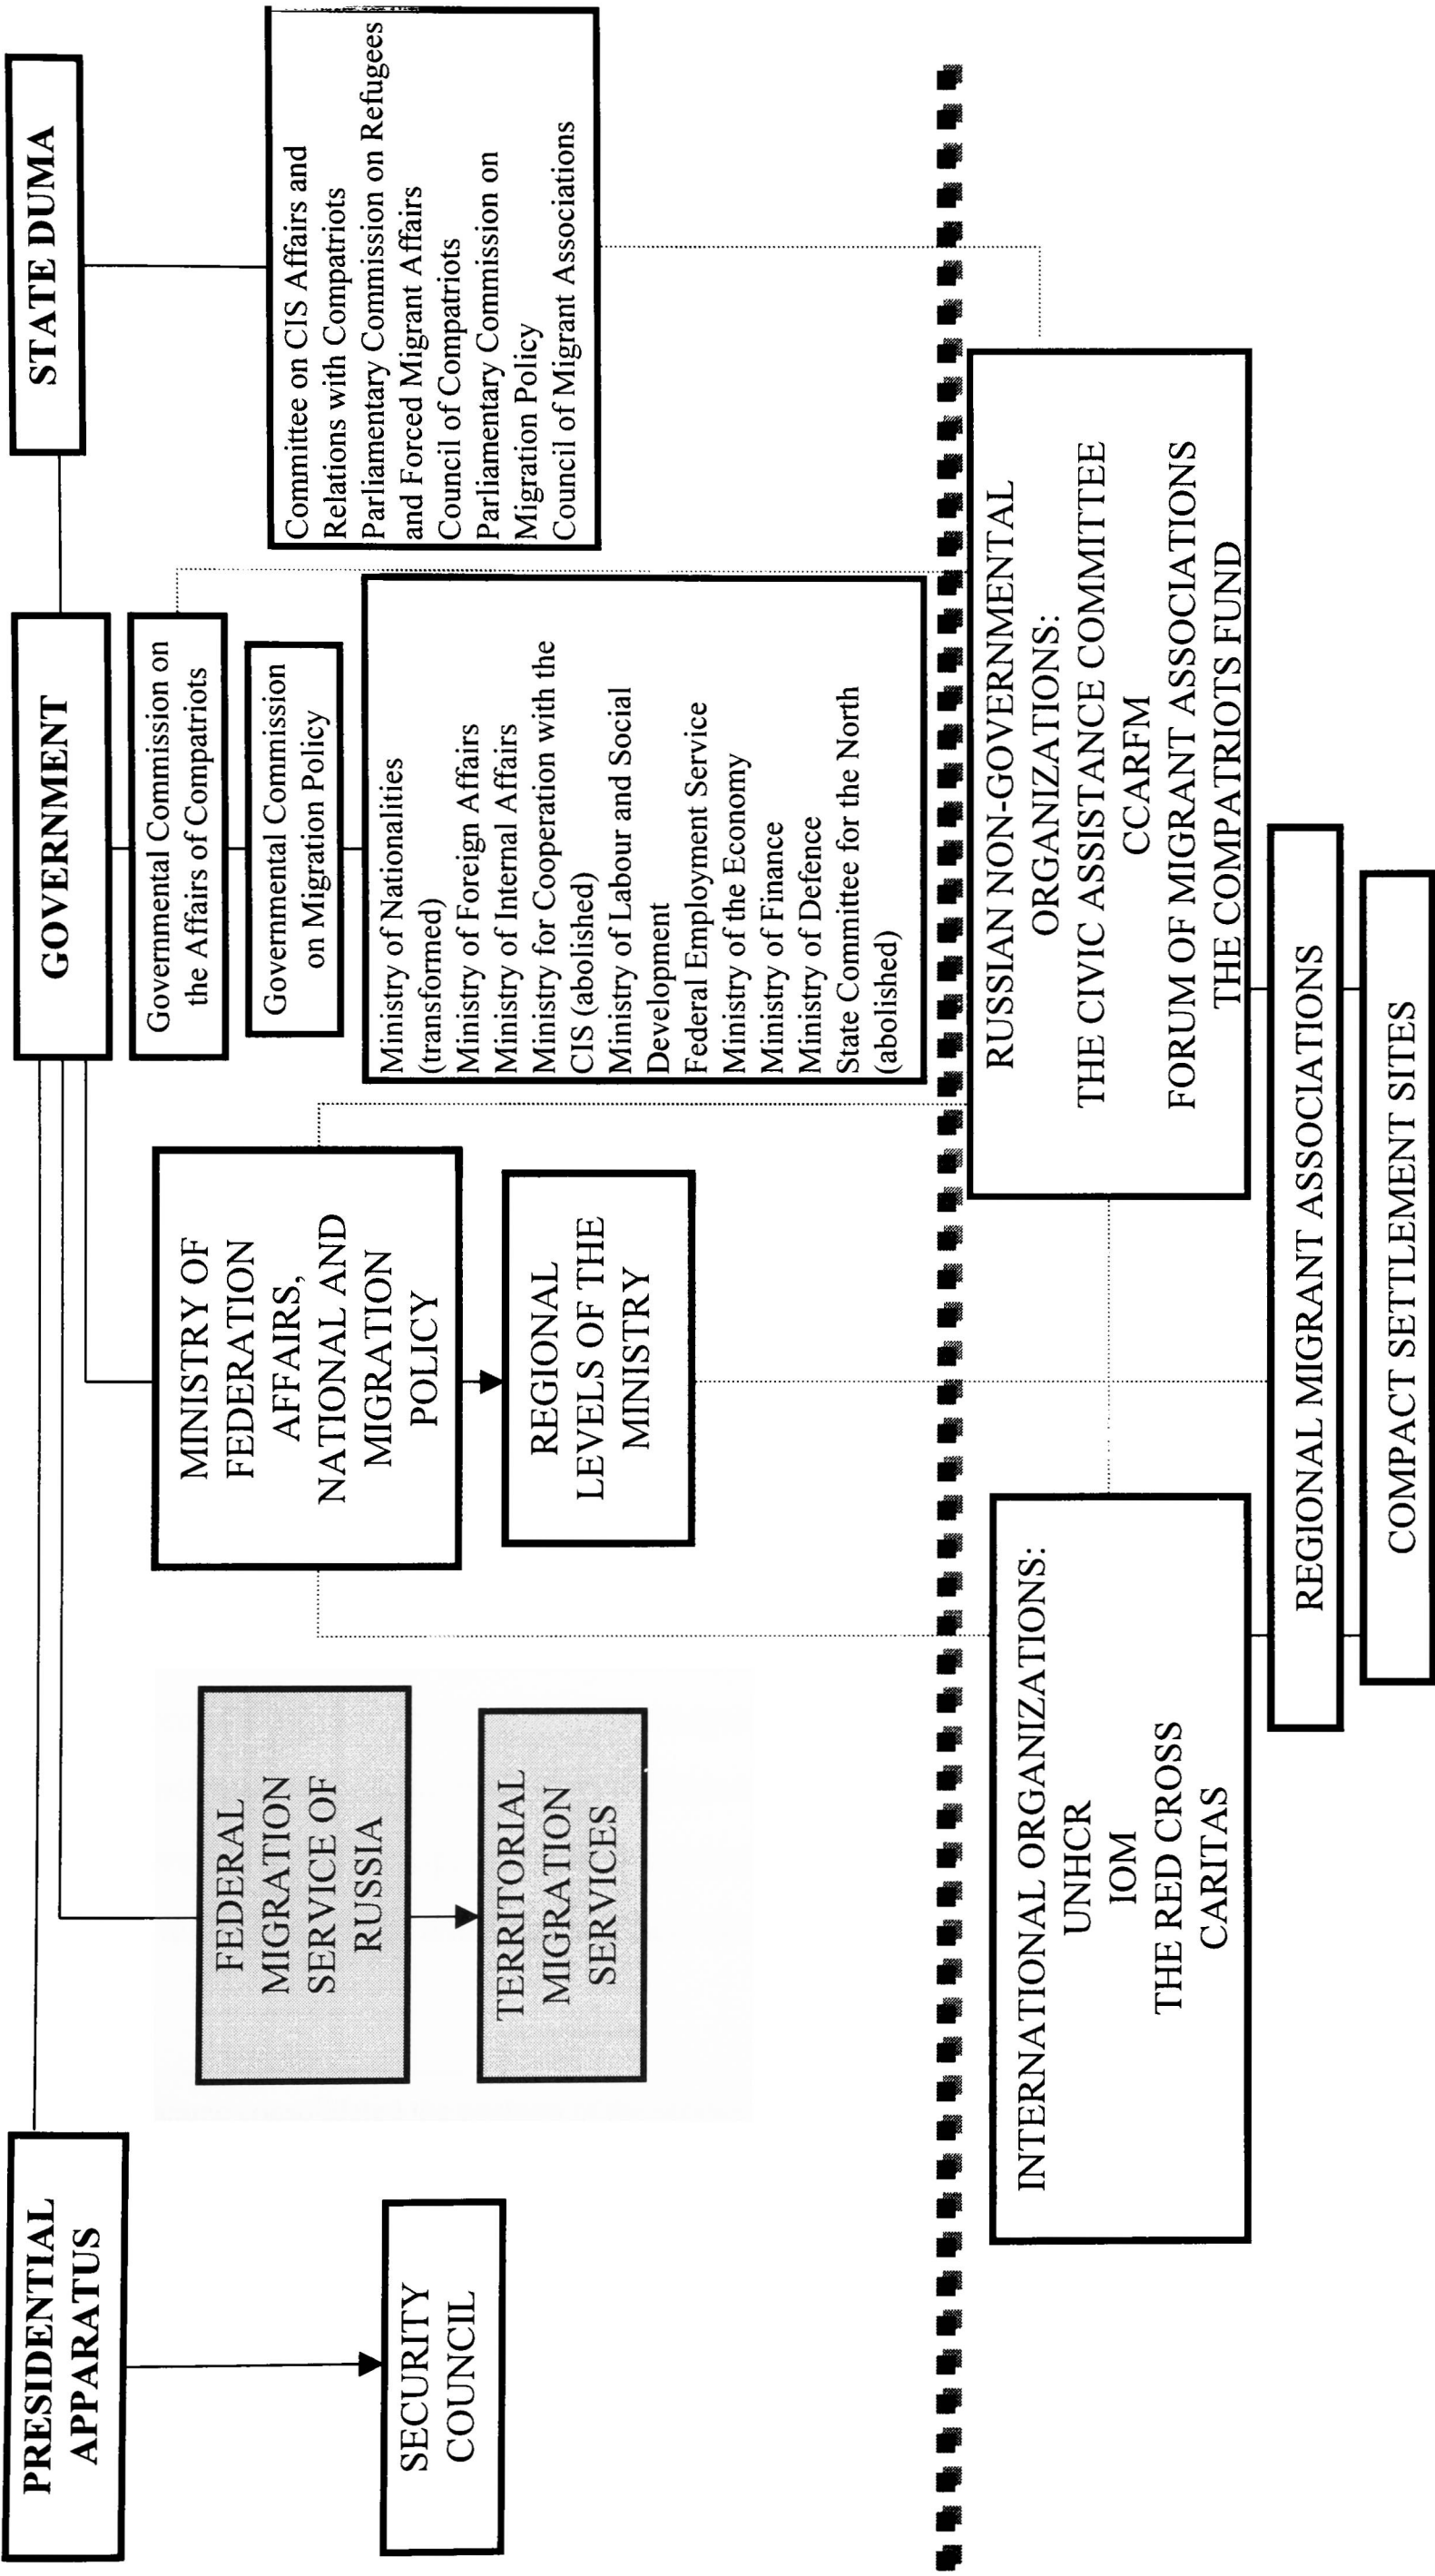 PRESIDENTIAL
APPARATUS
GOVERNMENT
STATE DUMA
SECURITY
COUNCIL
FEDERAL
MIGRATION
SERVICE OF
RUSSIA
TERRITORIAL
MIGRATION
SERVICES
MINISTRY OF
FEDERATION
AFFAIRS,
NATIONAL AND
MIGRATION
POLICY
REGIONAL
LEVELS OF THE
MINISTRY
Governmental Commission on
the Affairs of Compatriots
Governmental Commission
on Migration Policy
Ministry of Nationalities
(transformed)
Ministry of Foreign Affairs
Ministry of Internal Affairs
Ministry for Cooperation with the
CIS (abolished)
Ministry of Labour and Social
Development
Federal Employment Service
Ministry of the Economy
Ministry of Finance
Ministry of Defence
State Committee for the North
(abolished)
Committee on CIS Affairs and
Relations with Compatriots
Parliamentary Commission on Refugees
and Forced Migrant Affairs
Council of Compatriots
Parliamentary Commission on
Migration Policy
Council of Migrant Associations
INTERNATIONAL ORGANIZATIONS:
UNHCR
IOM
THE RED CROSS
CARITAS
RUSSIAN NON-GOVERNMENTAL
ORGANIZATIONS:
THE CIVIC ASSISTANCE COMMITTEE
CCARFM
FORUM OF MIGRANT ASSOCIATIONS
THE COMPATRIOTS FUND
REGIONAL MIGRANT ASSOCIATIONS
COMPACT SETTLEMENT SITES